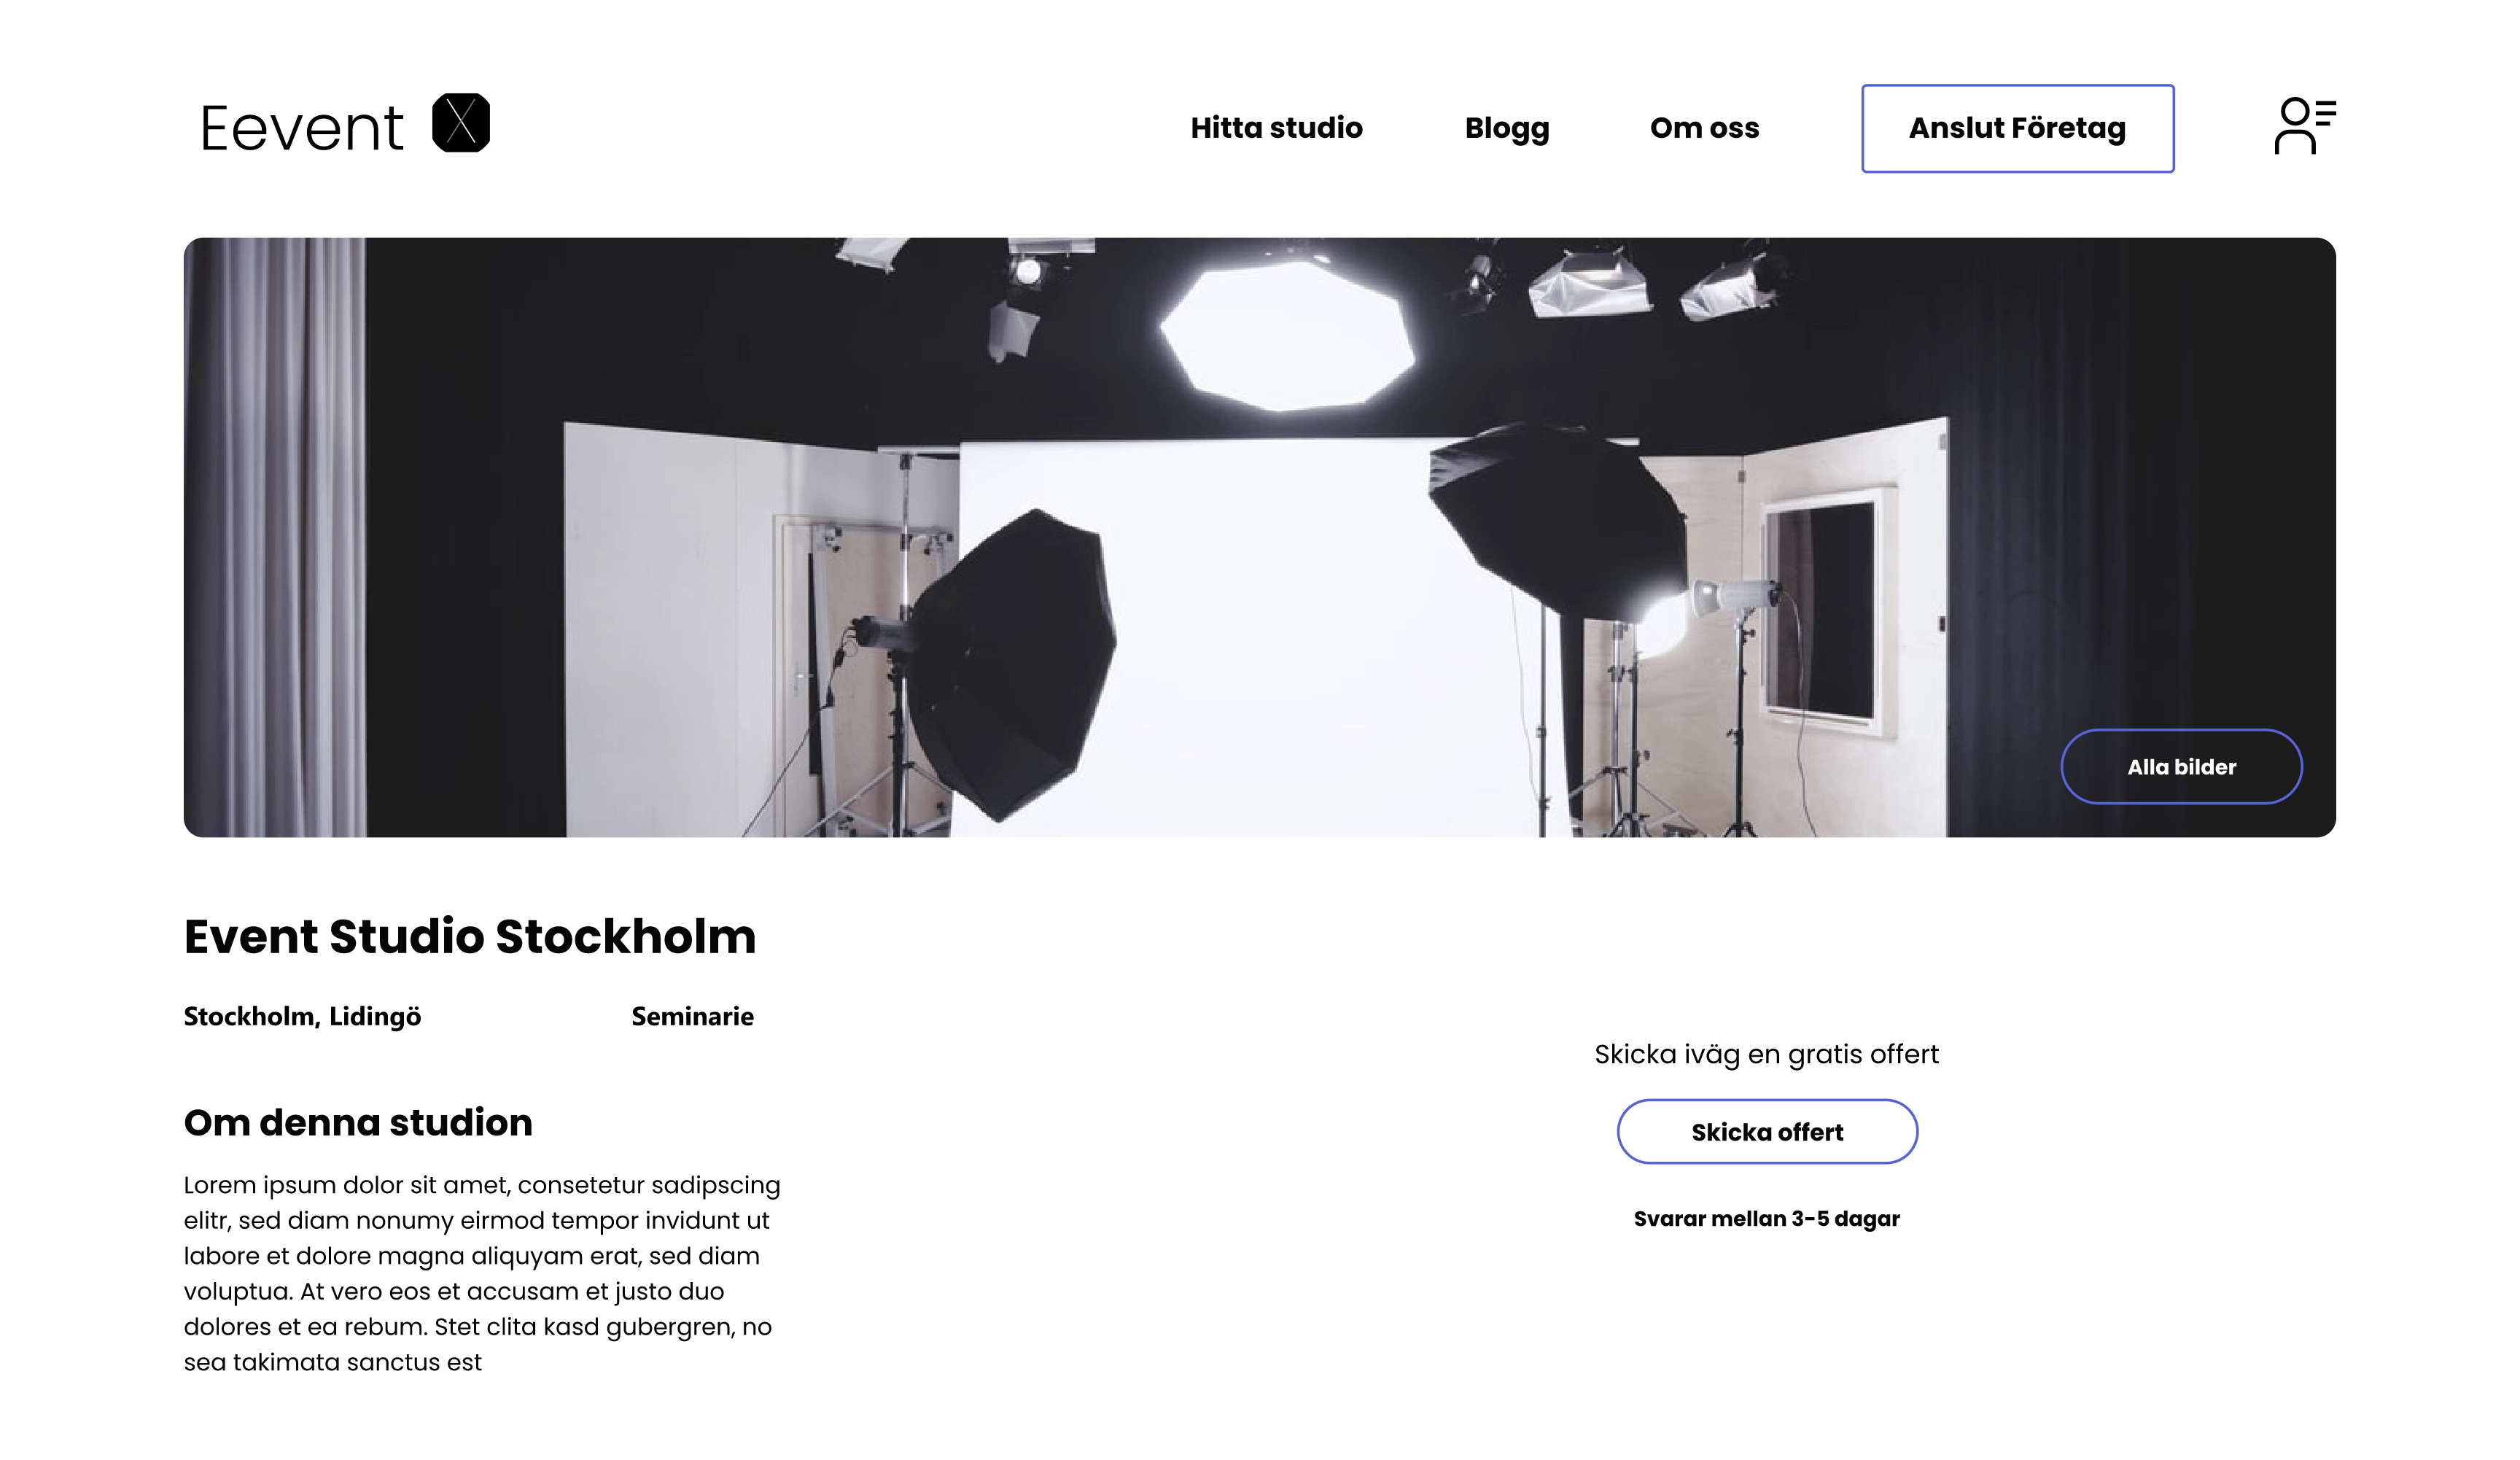 Eevent X
Hitta studio
Blogg
Om oss
Anslut Företag
Alla bilder
Event Studio Stockholm
Stockholm, Lidingö
Seminarie
Skicka iväg en gratis offert
Skicka offert
Svarar mellan 3-5 dagar
Om denna studion
Lorem ipsum dolor sit amet, consetetur sadipscing
elitr, sed diam nonumy eirmod tempor invidunt ut
labore et dolore magna aliquyam erat, sed diam
voluptua. At vero eos et accusam et justo duo
dolores et ea rebum. Stet clita kasd gubergren, no
sea takimata sanctus est